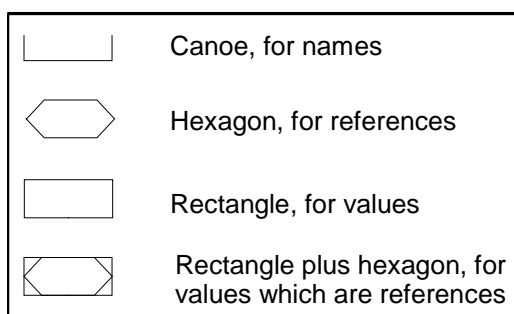 Canoe, for names
Hexagon, for references
Rectangle, for values
Rectangle plus hexagon, for
values which are references